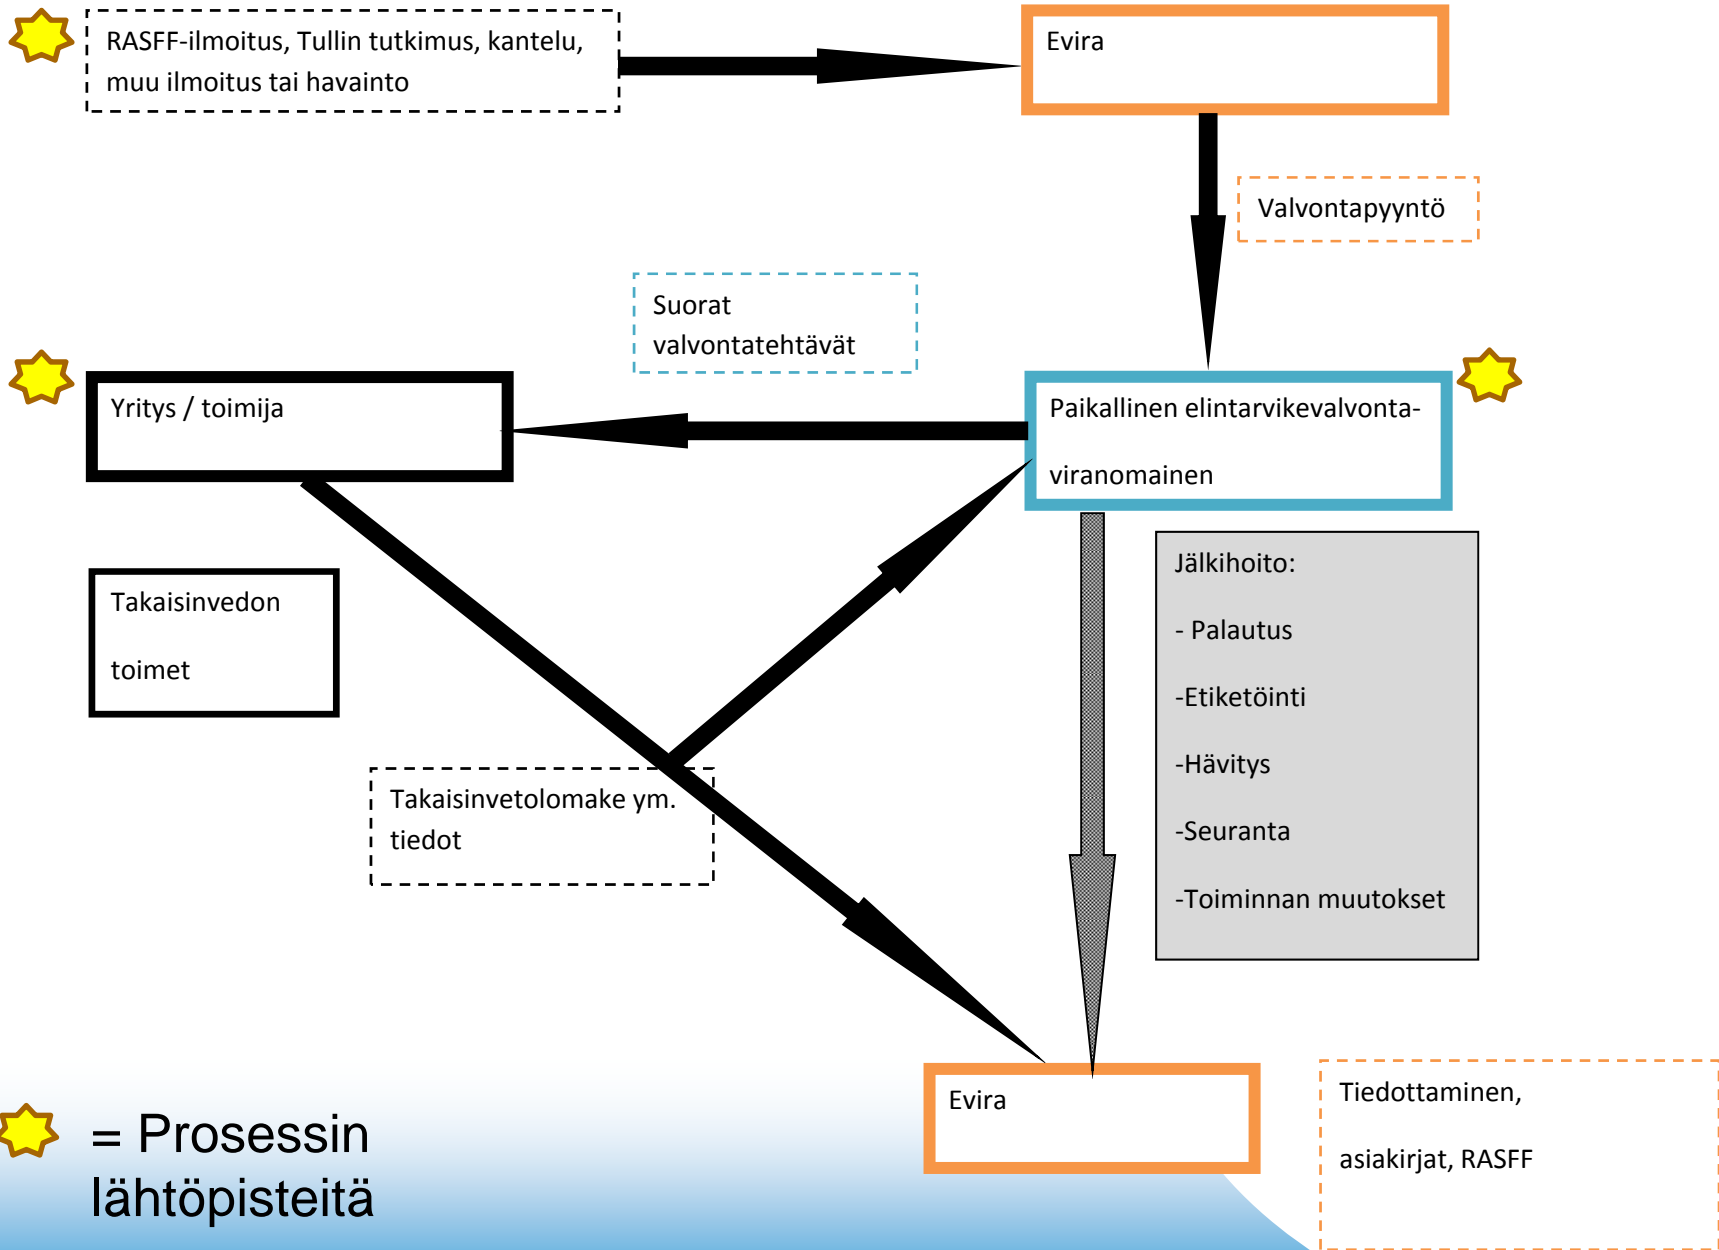 RASFF-ilmoitus, Tullin tutkimus, kantelu,
muu ilmoitus tai havainto
Evira
Valvontapyyntö
Suorat
valvontatehtävät
Yritys / toimija
Paikallinen elintarvikevalvonta-
viranomainen
Takaisinvedon
toimet
Jälkihoito:
- Palautus
-Etiketöinti
-Hävitys
-Seuranta
-Toiminnan muutokset
Takaisinvetolomake ym.
tiedot
Evira
Tiedottaminen,
asiakirjat, RASFF
= Prosessin
lähtöpisteitä